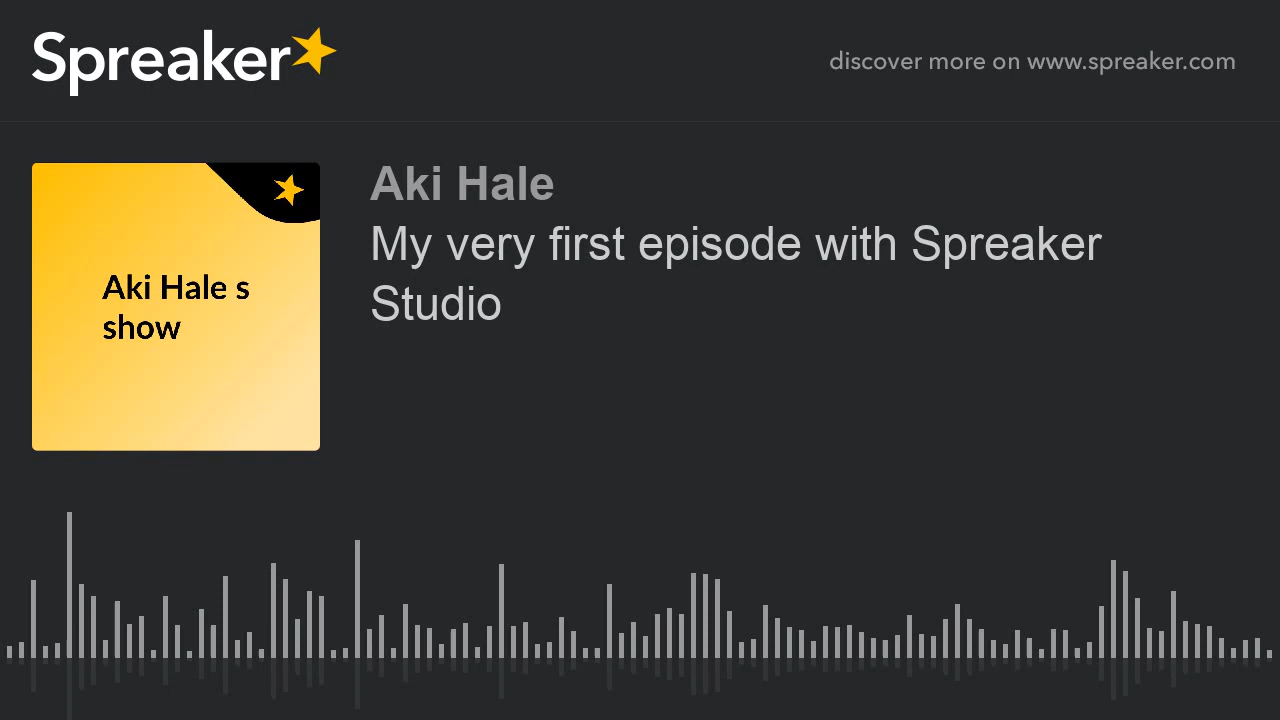 Spreaker
discover more on www.spreaker.com
Aki Hale
My very first episode with Spreaker
Studio
Aki Hale s
show